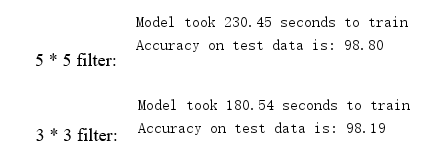 Model took 230.45 seconds to train
Accuracy on test data is: 98.80
5 * 5 filter:
Model took 180.54 seconds to train
Accuracy on test data is: 98.19
3 * 3 filter: